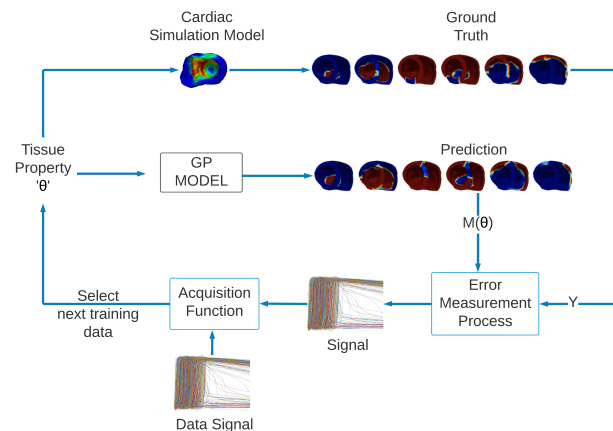 Cardiac
Simulation Model
Ground
Truth
Tissue
Property
'θ'
GP
MODEL
Prediction
M(θ)
Select
next training
data
Acquisition
Function
Signal
Error
Measurement
Process
Y
Data Signal